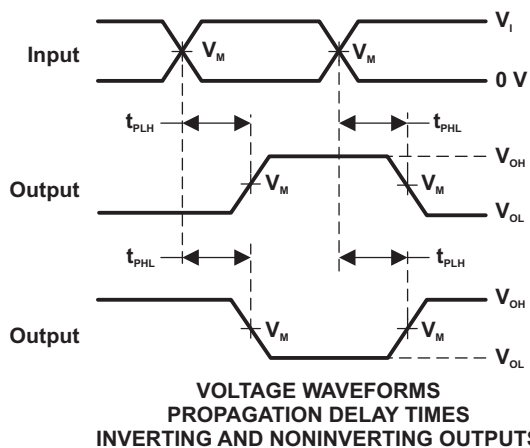 Input
V_M
V_M
V_I
0 V
t_PLH
t_PHL
Output
V_M
V_M
V_OH
V_OL
t_PHL
t_PLH
Output
V_M
V_M
V_OH
V_OL
VOLTAGE WAVEFORMS
PROPAGATION DELAY TIMES
INVERTING AND NONINVERTING OUTPUTS